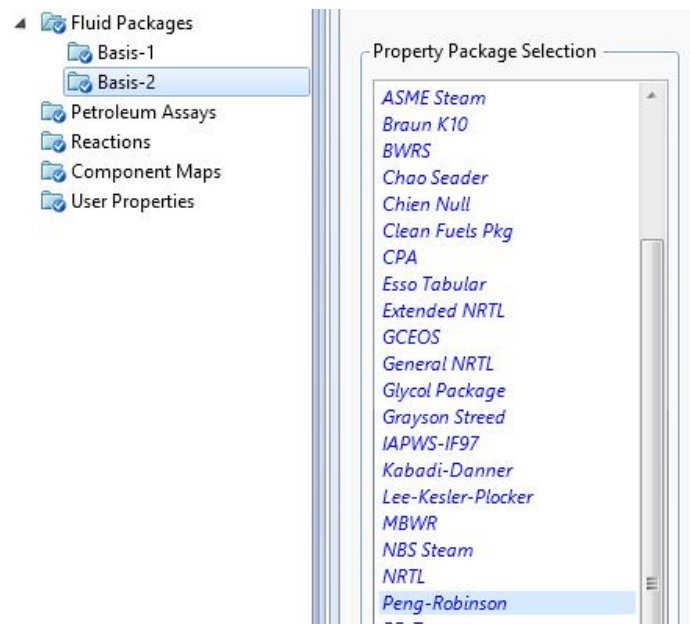 Fluid Packages
Basis-1
Basis-2
Petroleum Assays
Reactions
Component Maps
User Properties
Property Package Selection
ASME Steam
Braun K10
BWRS
Chao Seader
Chien Null
Clean Fuels Pkg
CPA
Esso Tabular
Extended NRTL
GCEOS
General NRTL
Glycol Package
Grayson Streed
IAPWS-IF97
Kabadi-Danner
Lee-Kesler-Plocker
MBWR
NBS Steam
NRTL
Peng-Robinson